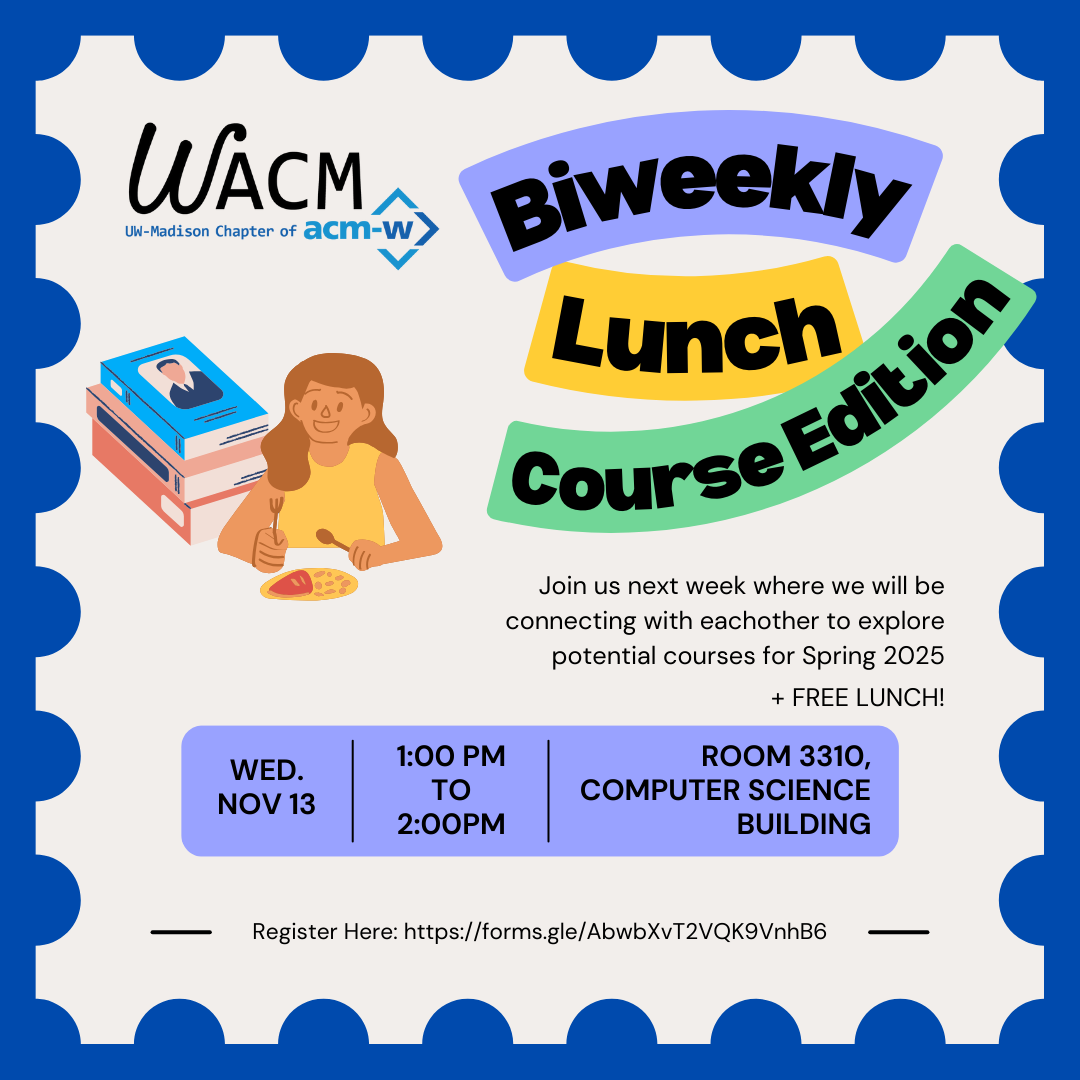 WACM
UW-Madison Chapter of acm-w
Biweekly
Lunch
Course Edition
Join us next week where we will be
connecting with eachother to explore
potential courses for Spring 2025
+ FREE LUNCH!
WED.
NOV 13
1:00 PM
TO
2:00PM
ROOM 3310,
COMPUTER SCIENCE
BUILDING
Register Here: https://forms.gle/AbwbXvT2VQK9VnhB6